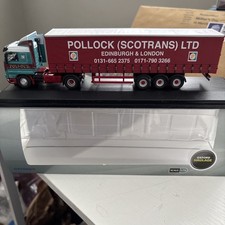 POLLOCK (SCOTRANS) LTD
EDINBURGH & LONDON
0131-665 2375 0171-790 3266